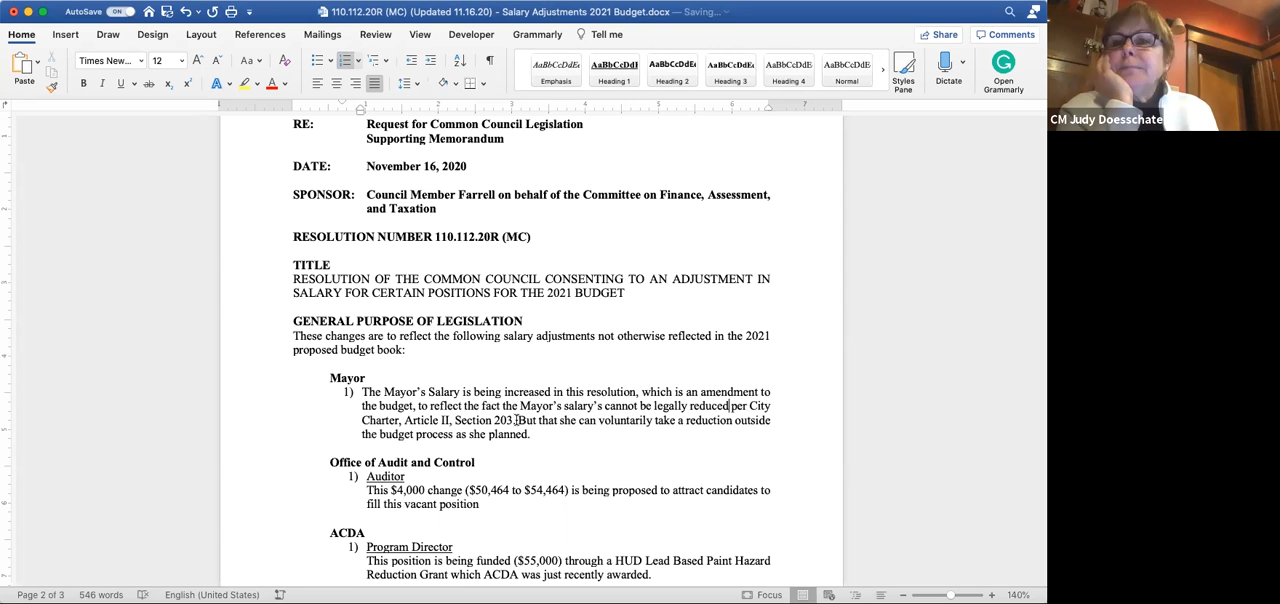 AutoSave ON 110.112.20R (MC) (Updated 11.16.20) - Salary Adjustments 2021 Budget.docx — Saving...
Home Insert Draw Design Layout References Mailings Review View Developer Grammarly Tell me Share Comments
Paste Times New... 12 Emphasis Heading 1 Heading 2 Heading 3 Heading 4 Normal Styles Pane Dictate Open Grammarly
RE: Request for Common Council Legislation
Supporting Memorandum
DATE: November 16, 2020
SPONSOR: Council Member Farrell on behalf of the Committee on Finance, Assessment,
and Taxation
RESOLUTION NUMBER 110.112.20R (MC)
TITLE
RESOLUTION OF THE COMMON COUNCIL CONSENTING TO AN ADJUSTMENT IN
SALARY FOR CERTAIN POSITIONS FOR THE 2021 BUDGET
GENERAL PURPOSE OF LEGISLATION
These changes are to reflect the following salary adjustments not otherwise reflected in the 2021
proposed budget book:
Mayor
1) The Mayor's Salary is being increased in this resolution, which is an amendment to
the budget, to reflect the fact the Mayor's salary's cannot be legally reduced per City
Charter, Article II, Section 203. But that she can voluntarily take a reduction outside
the budget process as she planned.
Office of Audit and Control
1) Auditor
This $4,000 change ($50,464 to $54,464) is being proposed to attract candidates to
fill this vacant position
ACDA
1) Program Director
This position is being funded ($55,000) through a HUD Lead Based Paint Hazard
Reduction Grant which ACDA was just recently awarded.
Page 2 of 3 546 words English (United States) Focus 140%
CM Judy Doesschate